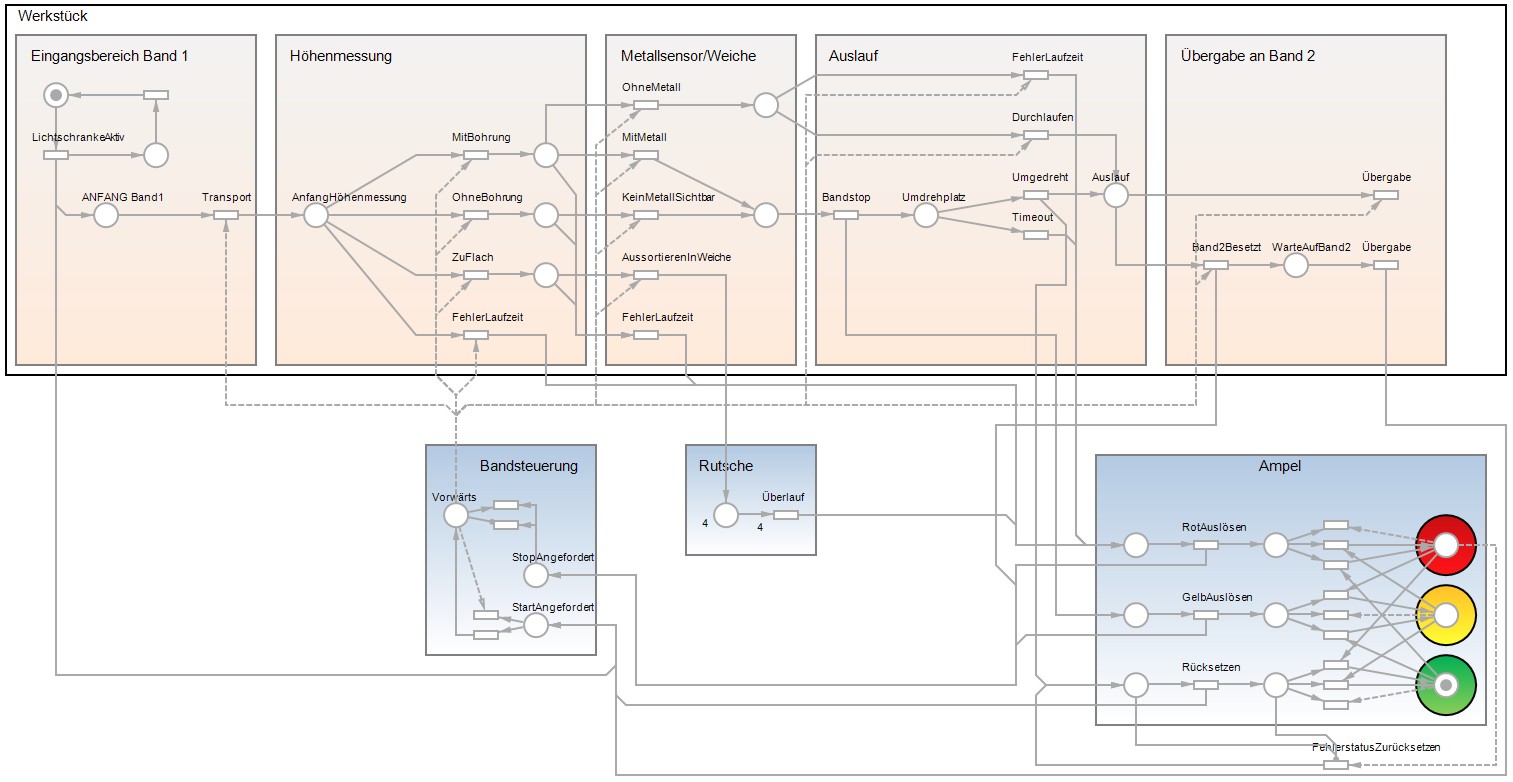 Werkstück
Eingangsbereich Band 1
Höhenmessung
Metallsensor/Weiche
Auslauf
Übergabe an Band 2
LichtschrankeAktiv
ANFANG Band1
Transport
AnfangHöhenmessung
MitBohrung
OhneBohrung
ZuFlach
FehlerLaufzeit
OhneMetall
MitMetall
KeinMetallSichtbar
AussortierenInWeiche
FehlerLaufzeit
Bandstop
Umdrehplatz
FehlerLaufzeit
Durchlaufen
Umgedreht
Timeout
Auslauf
Übergabe
Band2Besetzt
WarteAufBand2
Übergabe
Bandsteuerung
Vorwärts
StopAngefordert
StartAngefordert
Rutsche
Überlauf
4
4
Ampel
RotAuslösen
GelbAuslösen
Rücksetzen
FehlerstatusZurücksetzen